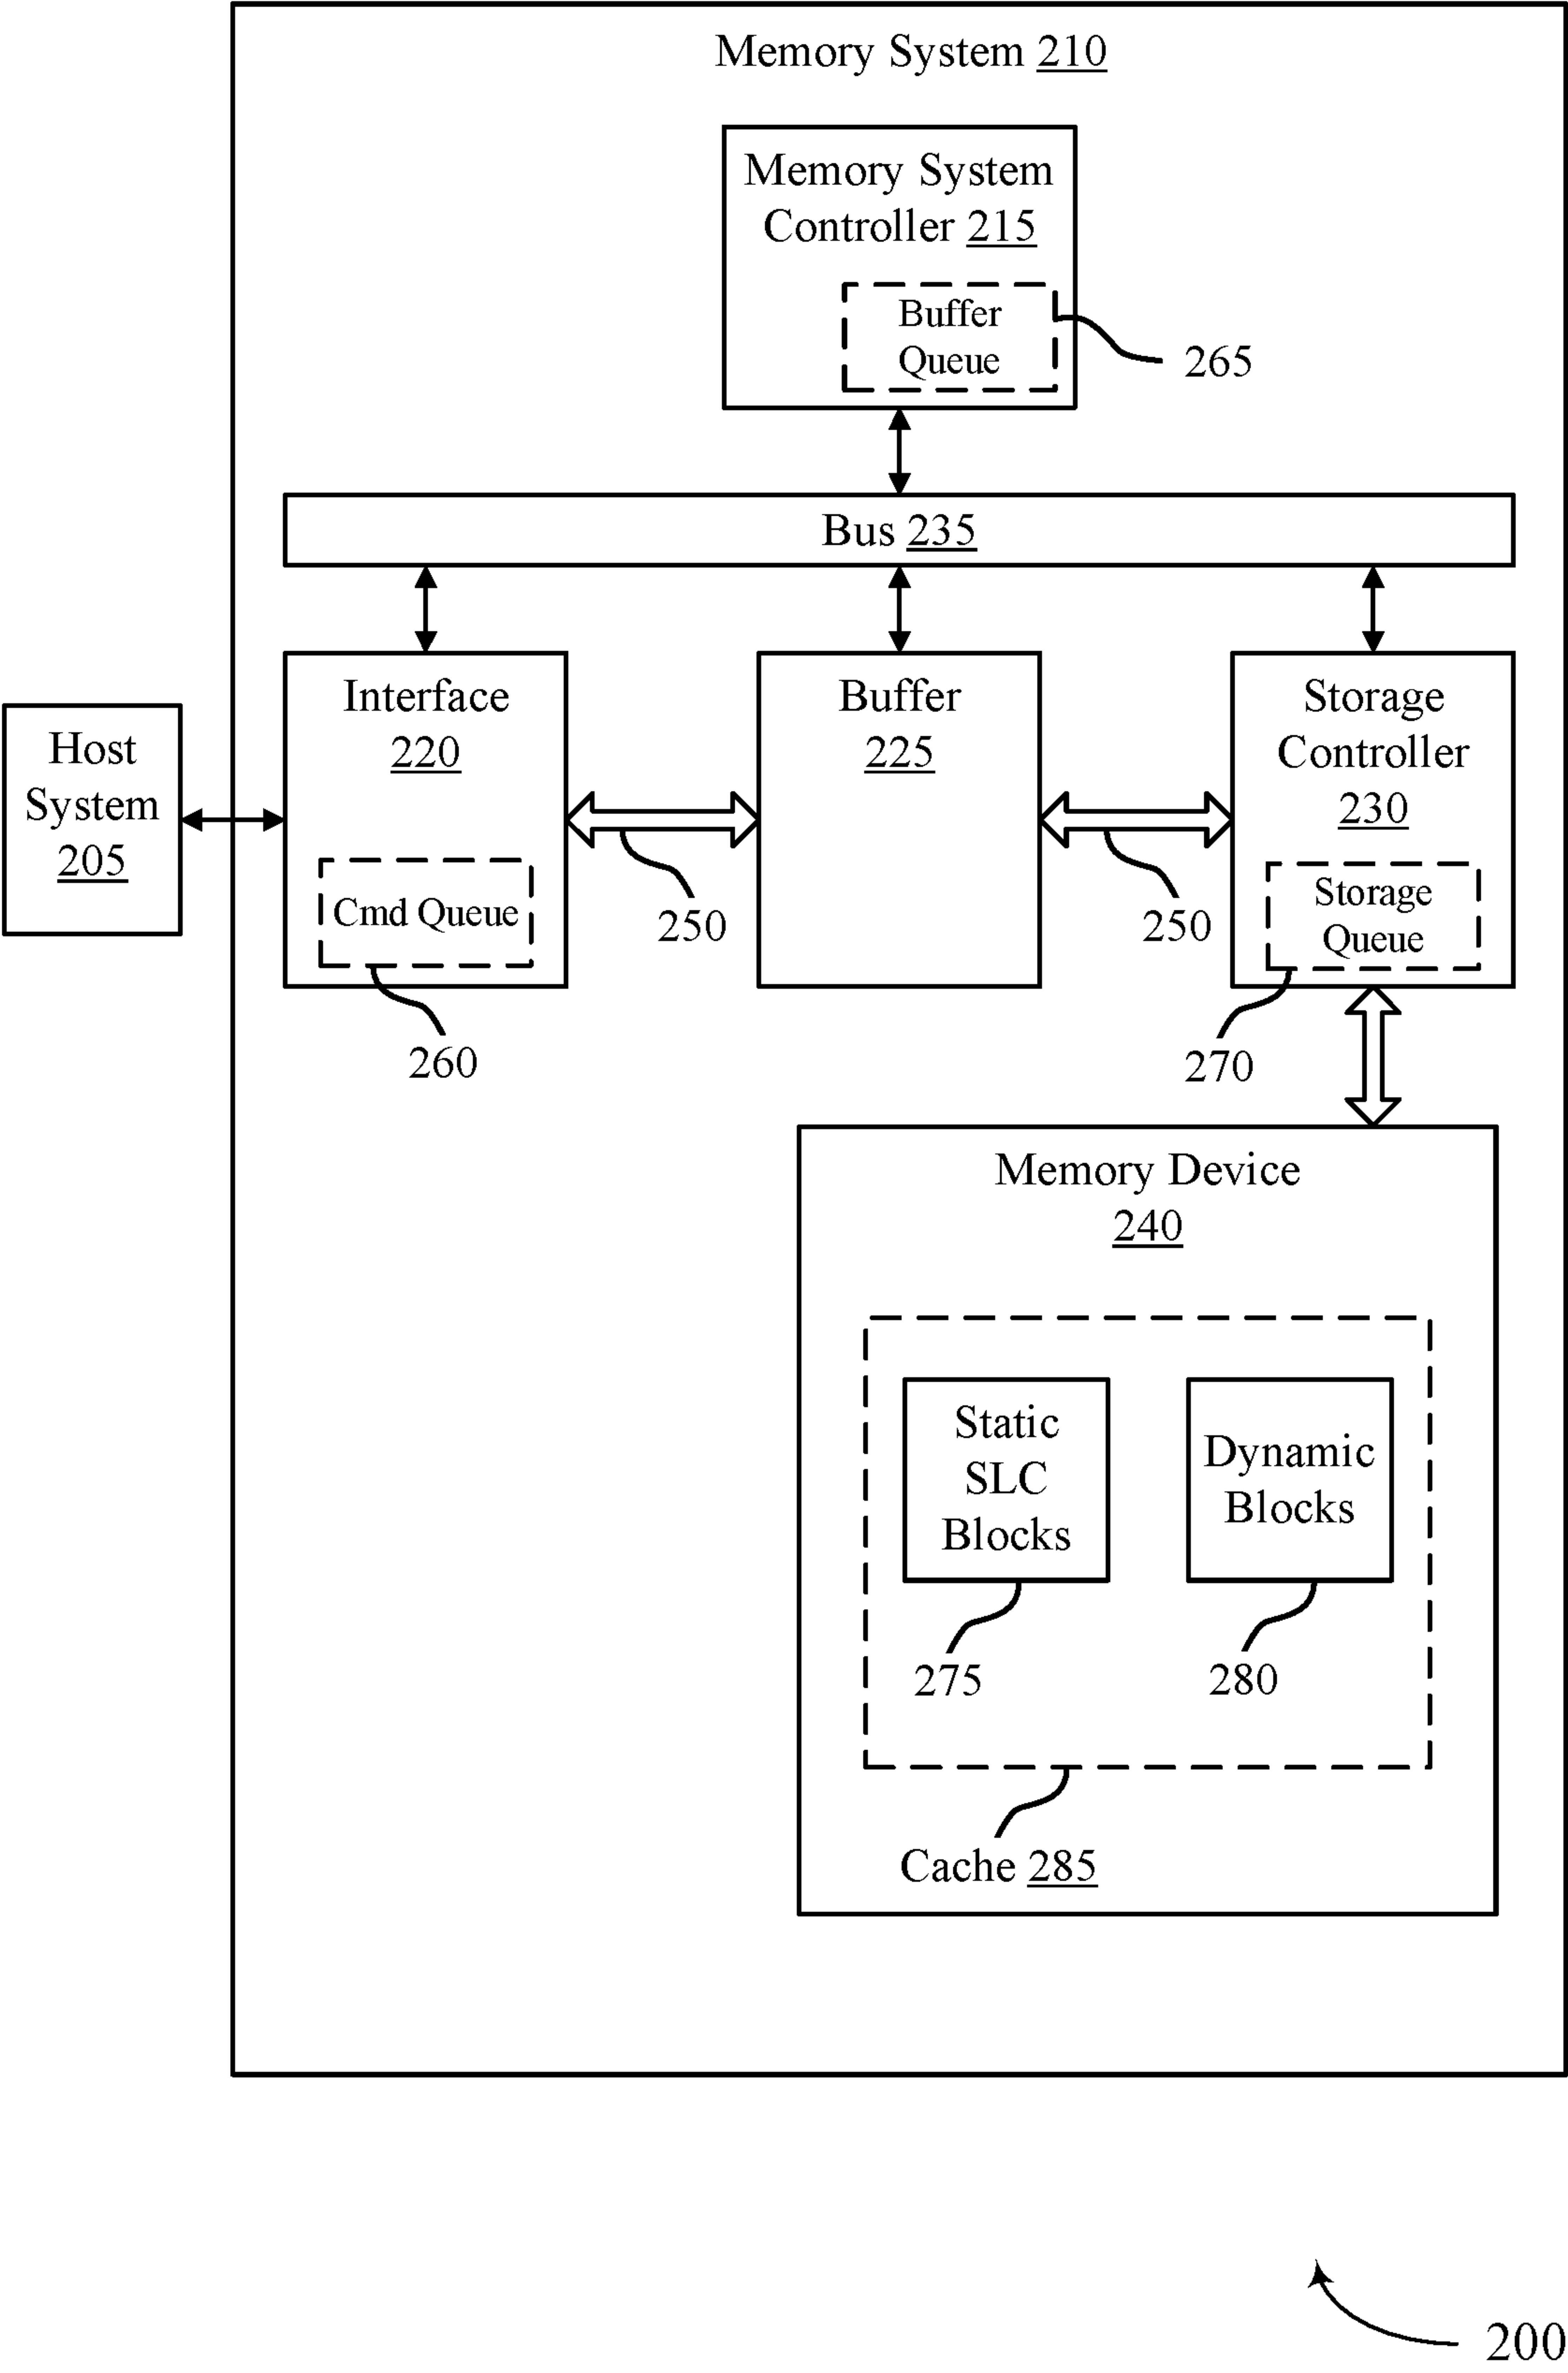 Memory System 210
Memory System
Controller 215
Buffer
Queue
265
Bus 235
Host
System
205
Interface
220
Cmd Queue
260
250
Buffer
225
250
Storage
Controller
230
Storage
Queue
270
Memory Device
240
Static
SLC
Blocks
275
Dynamic
Blocks
280
Cache 285
200